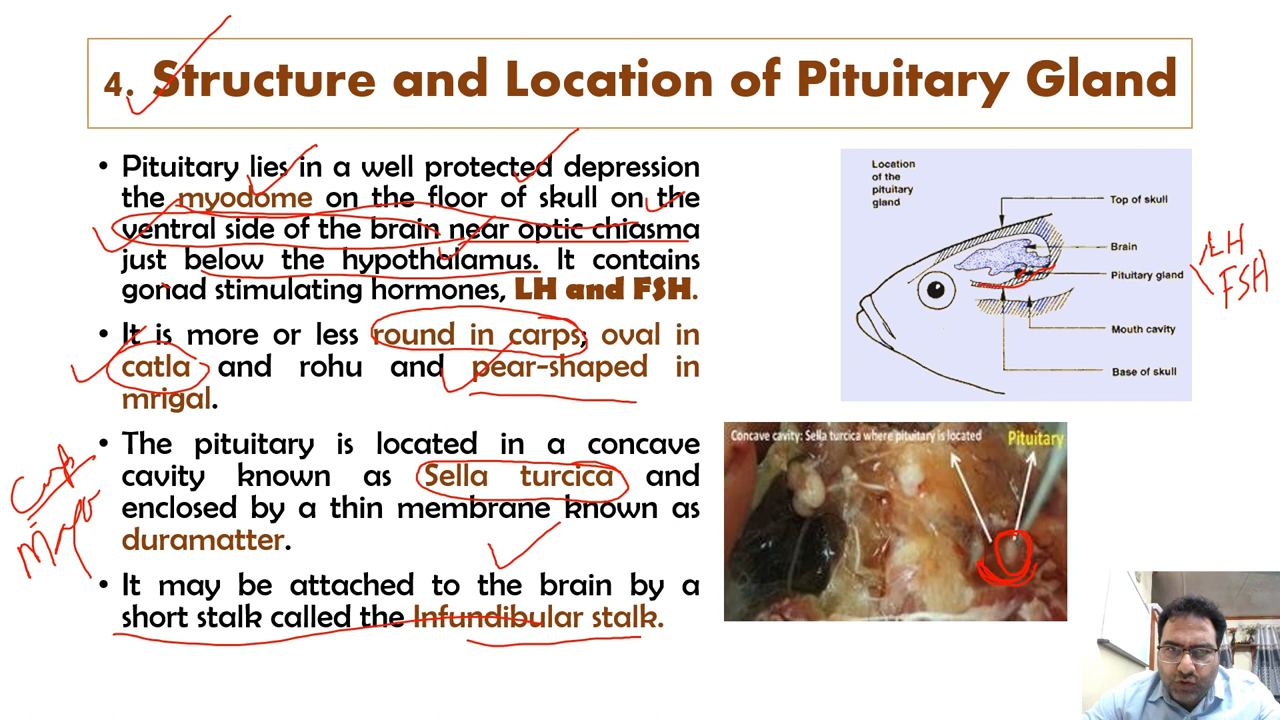 4. Structure and Location of Pituitary Gland
• Pituitary lies in a well protected depression
the myodome on the floor of skull on the
ventral side of the brain near optic chiasma
just below the hypothalamus. It contains
gonad stimulating hormones, LH and FSH.
• It is more or less round in carps; oval in
catla and rohu and pear-shaped in
mrigal.
• The pituitary is located in a concave
cavity known as Sella turcica and
enclosed by a thin membrane known as
duramatter.
• It may be attached to the brain by a
short stalk called the Infundibular stalk.
Location
of the
pituitary
gland
Top of skull
Brain
Pituitary gland
Mouth cavity
Base of skull
LH
FSH
Concave cavity: Sella turcica where pituitary is located
Pituitary
Carp